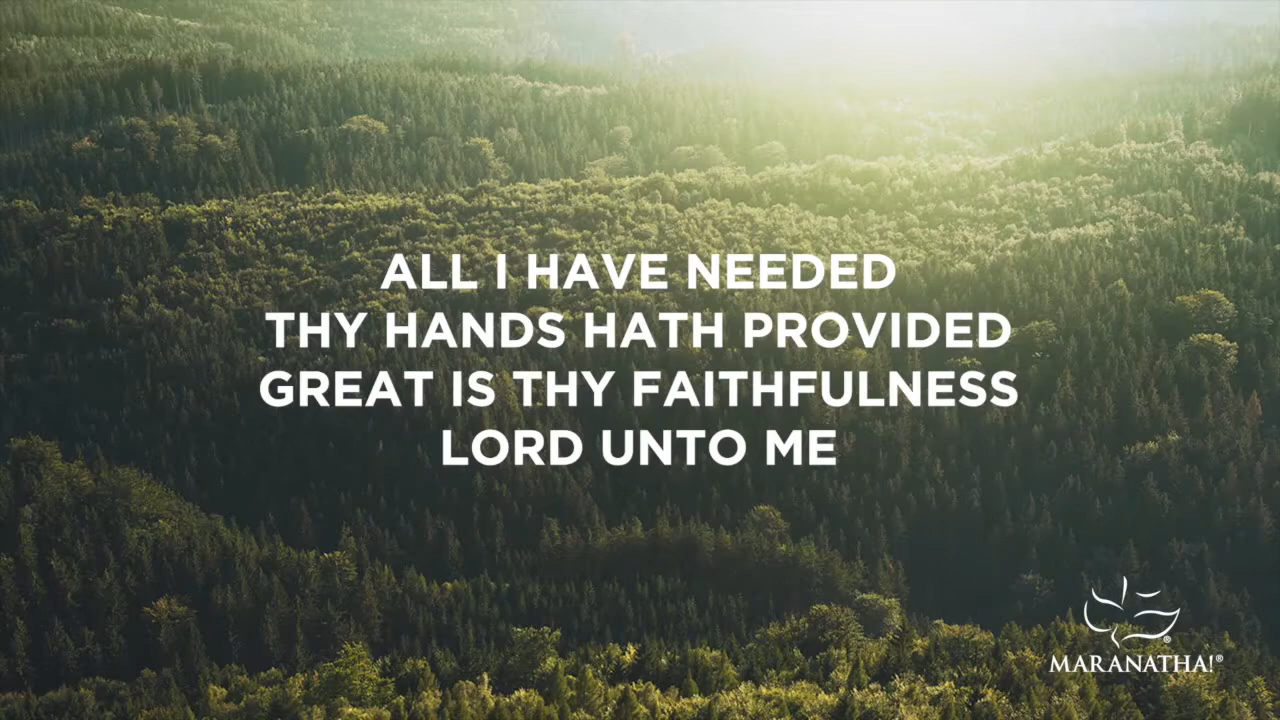 ALL I HAVE NEEDED
THY HANDS HATH PROVIDED
GREAT IS THY FAITHFULNESS
LORD UNTO ME
MARANATHA!®